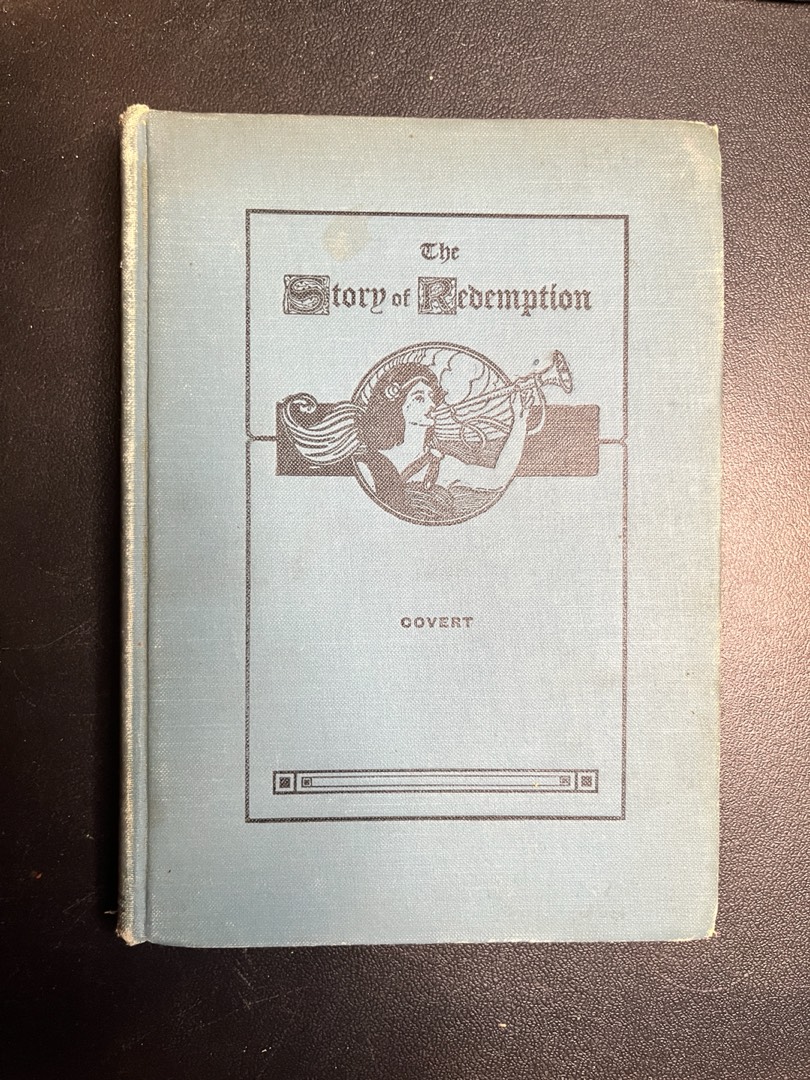 The
Story of Redemption
COVERT